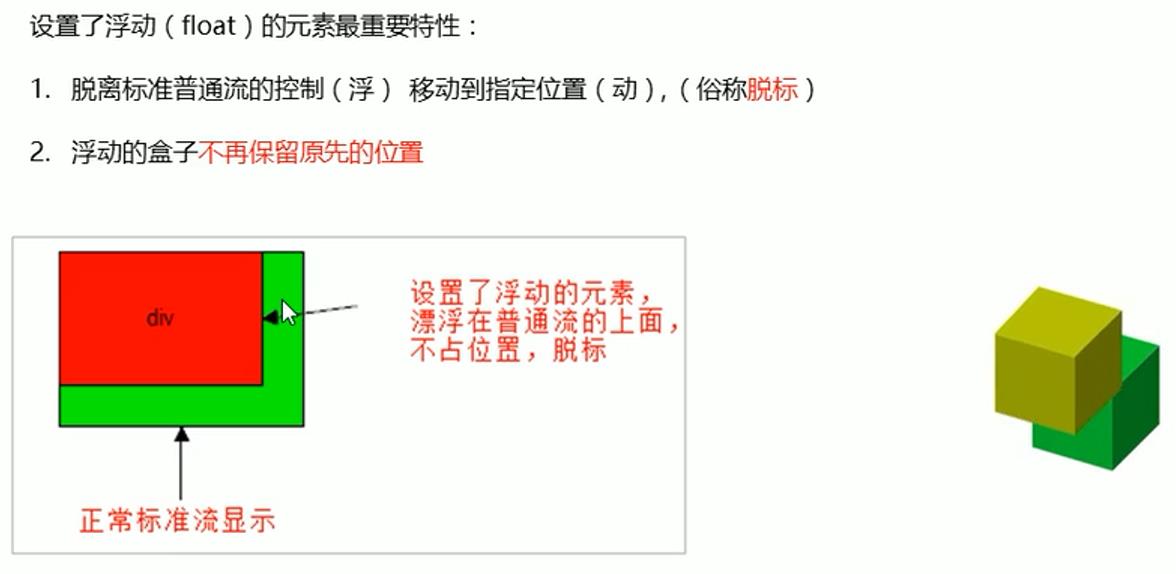 设置了浮动（float）的元素最重要特性：
1. 脱离标准普通流的控制（浮） 移动到指定位置（动），（俗称脱标）
2. 浮动的盒子不再保留原先的位置
div
设置了浮动的元素，
漂浮在普通流的上面，
不占位置，脱标
正常标准流显示